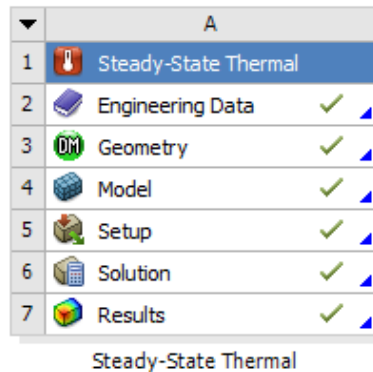 A
1 Steady-State Thermal
2 Engineering Data
3 DM Geometry
4 Model
5 Setup
6 Solution
7 Results
Steady-State Thermal